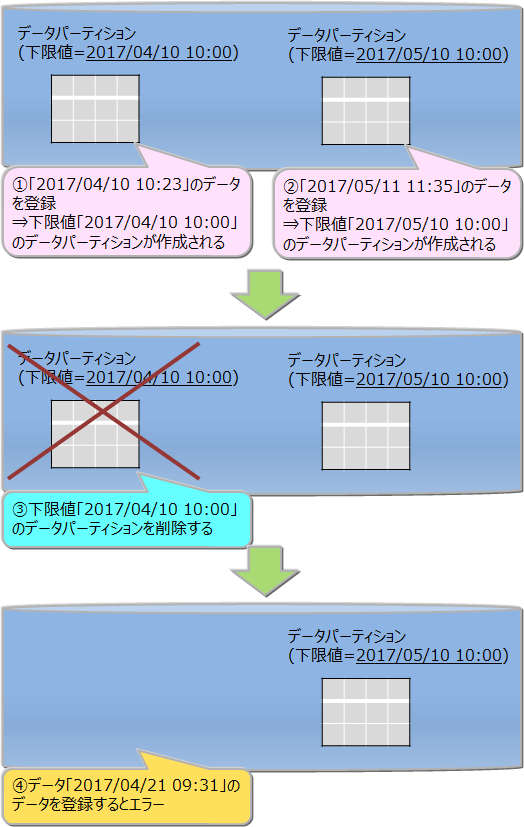 データパーティション
(下限値=2017/04/10 10:00)
データパーティション
(下限値=2017/05/10 10:00)
①「2017/04/10 10:23」のデータ
を登録
⇒下限値「2017/04/10 10:00」
のデータパーティションが作成される
②「2017/05/11 11:35」のデータ
を登録
⇒下限値「2017/05/10 10:00」
のデータパーティションが作成される
データパーティション
(下限値=2017/04/10 10:00)
データパーティション
(下限値=2017/05/10 10:00)
③下限値「2017/04/10 10:00」
のデータパーティションを削除する
データパーティション
(下限値=2017/05/10 10:00)
④データ「2017/04/21 09:31」の
データを登録するとエラー